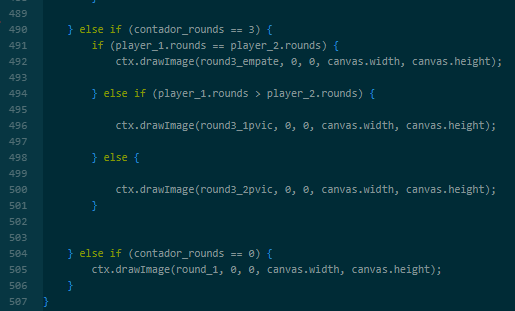 489
490 } else if (contador_rounds == 3) {
491 if (player_1.rounds == player_2.rounds) {
492 ctx.drawImage(round3_empate, 0, 0, canvas.width, canvas.height);
493
494 } else if (player_1.rounds > player_2.rounds) {
495
496 ctx.drawImage(round3_1pvic, 0, 0, canvas.width, canvas.height);
497
498 } else {
499
500 ctx.drawImage(round3_2pvic, 0, 0, canvas.width, canvas.height);
501 }
502
503
504 } else if (contador_rounds == 0) {
505 ctx.drawImage(round_1, 0, 0, canvas.width, canvas.height);
506 }
507 }